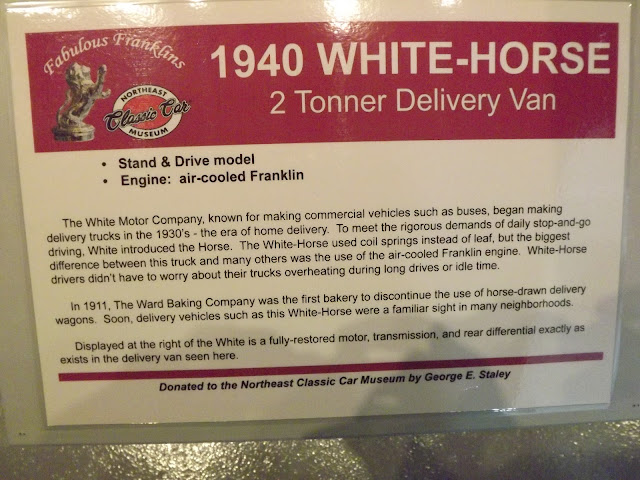 Fabulous Franklins
NORTHEAST
Classic Car
MUSEUM
1940 WHITE-HORSE
2 Tonner Delivery Van
• Stand & Drive model
• Engine: air-cooled Franklin
The White Motor Company, known for making commercial vehicles such as buses, began making
delivery trucks in the 1930's - the era of home delivery. To meet the rigorous demands of daily stop-and-go
driving, White introduced the Horse. The White-Horse used coil springs instead of leaf, but the biggest
difference between this truck and many others was the use of the air-cooled Franklin engine. White-Horse
drivers didn't have to worry about their trucks overheating during long drives or idle time.
In 1911, The Ward Baking Company was the first bakery to discontinue the use of horse-drawn delivery
wagons. Soon, delivery vehicles such as this White-Horse were a familiar sight in many neighborhoods.
Displayed at the right of the White is a fully-restored motor, transmission, and rear differential exactly as
exists in the delivery van seen here.
Donated to the Northeast Classic Car Museum by George E. Staley